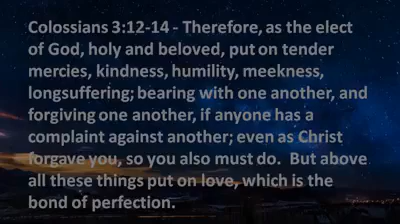 Colossians 3:12-14 - Therefore, as the elect
of God, holy and beloved, put on tender
mercies, kindness, humility, meekness,
longsuffering; bearing with one another, and
forgiving one another, if anyone has a
complaint against another; even as Christ
forgave you, so you also must do.  But above
all these things put on love, which is the
bond of perfection.